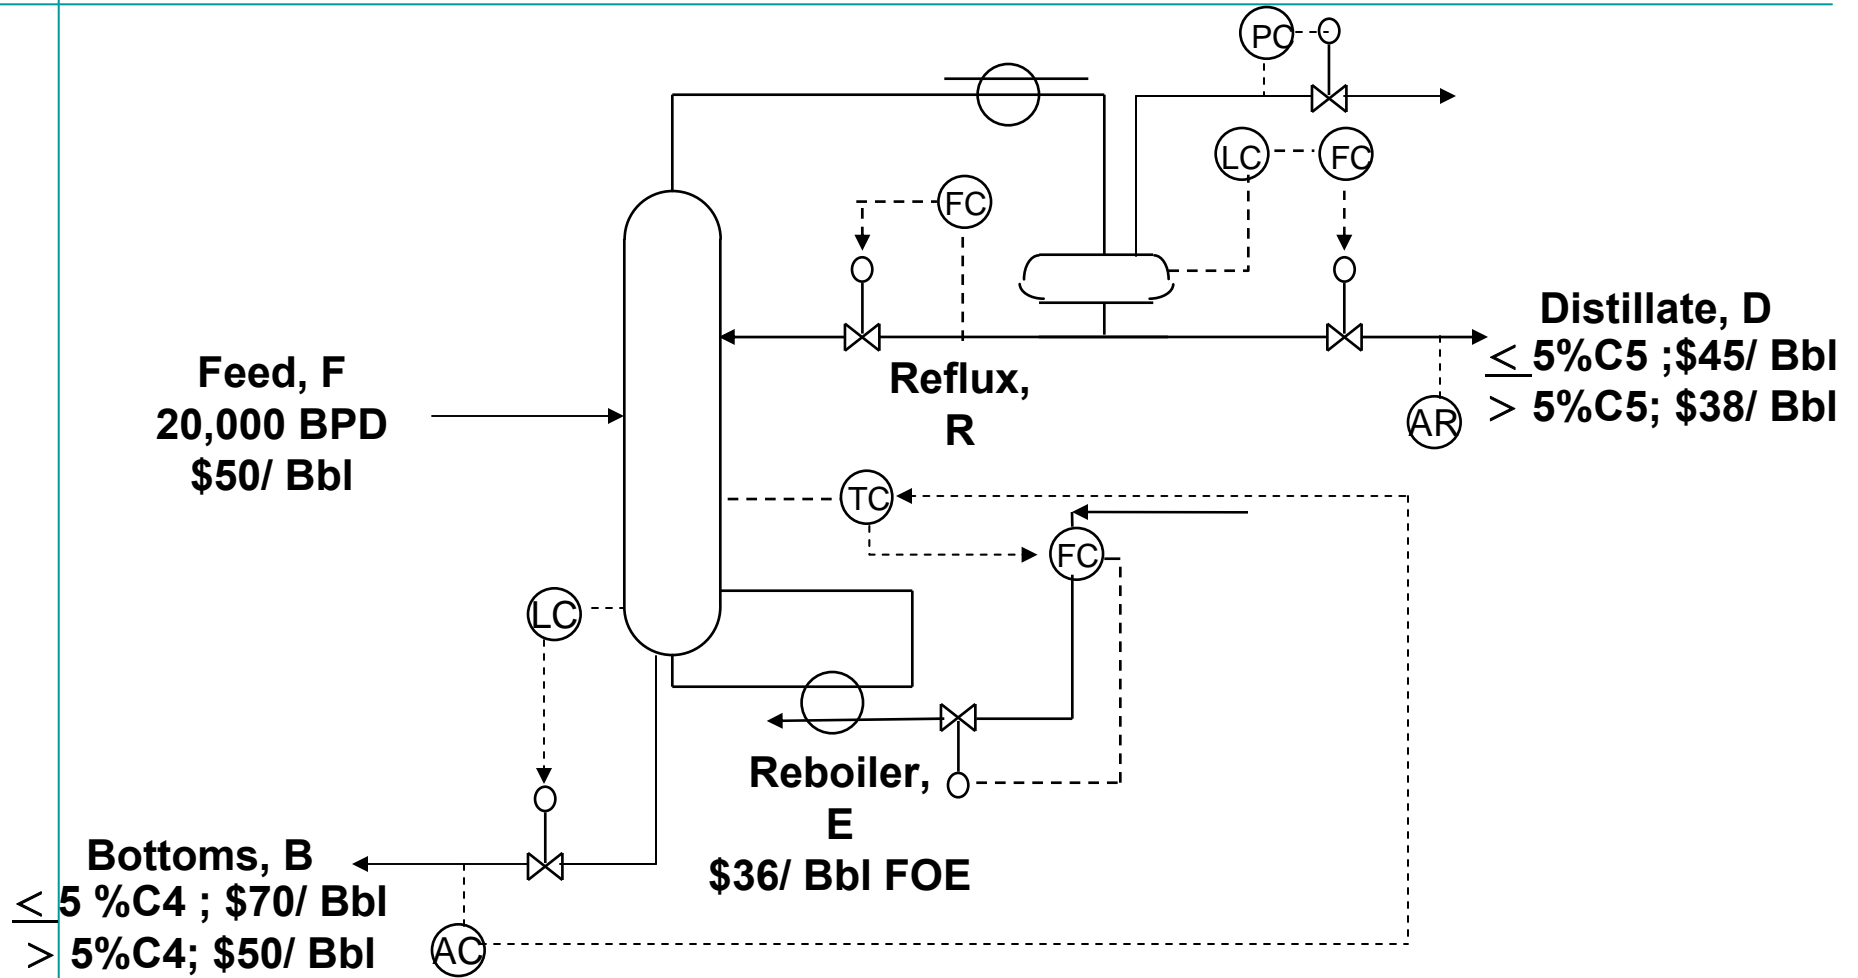 PC
LC
FC
FC
Distillate, D
≤ 5%C5 ;$45/ Bbl
> 5%C5; $38/ Bbl
AR
Feed, F
20,000 BPD
$50/ Bbl
Reflux,
R
TC
FC
LC
Reboiler,
E
$36/ Bbl FOE
Bottoms, B
≤ 5 %C4 ; $70/ Bbl
> 5%C4; $50/ Bbl
AC